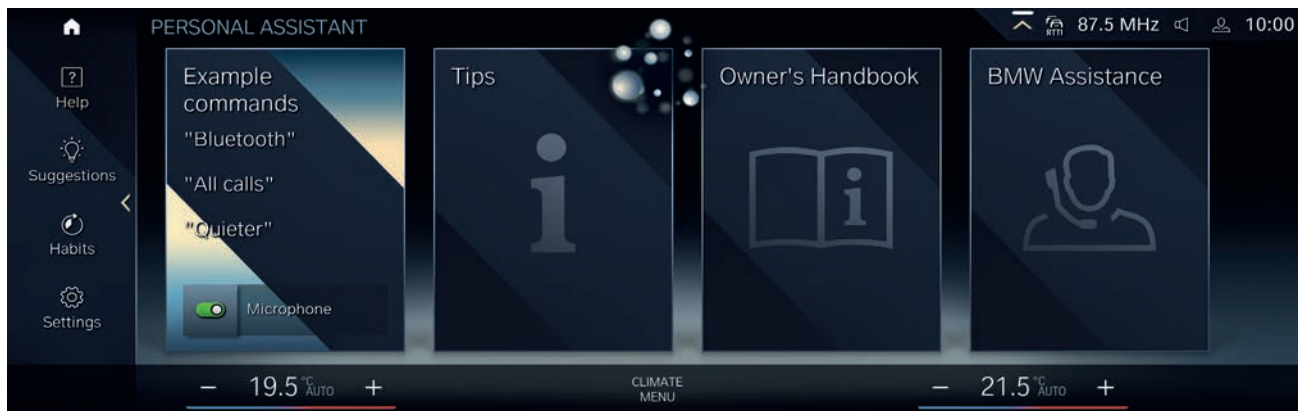 PERSONAL ASSISTANT
RTTI 87.5 MHz 10:00
? Help
Suggestions
Habits
Settings
Example
commands
"Bluetooth"
"All calls"
"Quieter"
Microphone
Tips
i
Owner's Handbook
i
BMW Assistance
− 19.5 °C AUTO +
CLIMATE
MENU
− 21.5 °C AUTO +